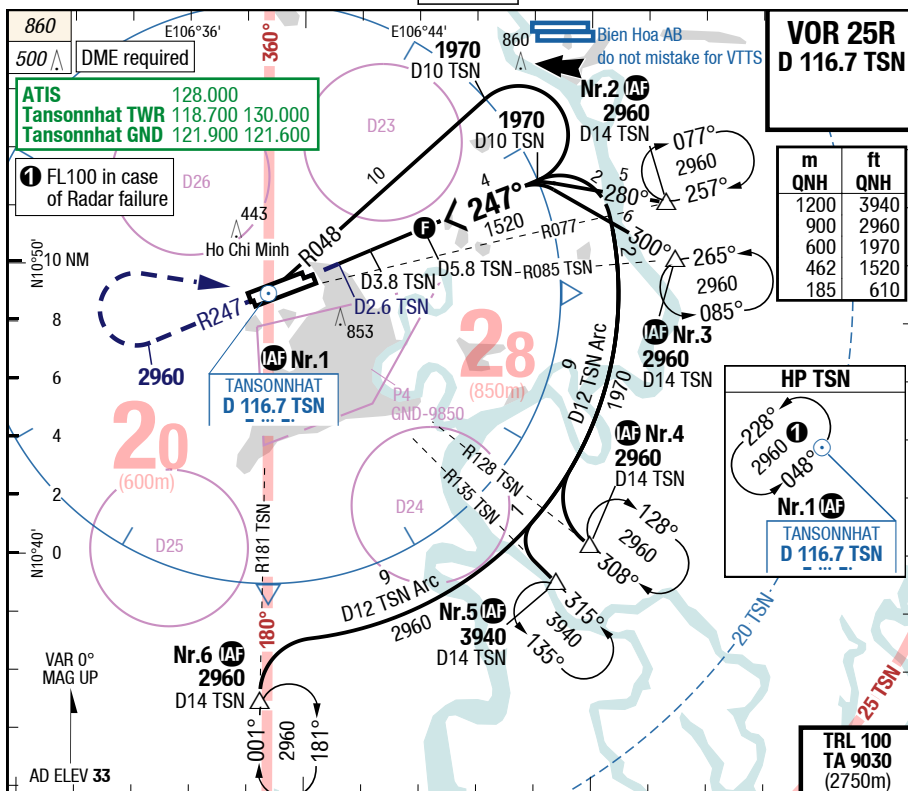 860
500
DME required
ATIS 128.000
Tansonnhat TWR 118.700 130.000
Tansonnhat GND 121.900 121.600
1 FL100 in case
of Radar failure
E106°36'
E106°44'
360°
1970
D10 TSN
860
Bien Hoa AB
do not mistake for VTTS
VOR 25R
D 116.7 TSN
Nr.2 IAF
2960
D14 TSN
1970
D10 TSN
D23
D26
10
077°
2960
257°
m ft
QNH QNH
1200 3940
900 2960
600 1970
462 1520
185 610
4
247°
1520
2
5
280°
6
2
300°
F
443
Ho Chi Minh
R048
R077
R085 TSN
D3.8 TSN
D5.8 TSN
D2.6 TSN
265°
2960
085°
N10°50'
10 NM
8
6
4
2
0
N10°40'
R247
2960
853
IAF Nr.1
TANSONNHAT
D 116.7 TSN
28
(850m)
20
(600m)
P4
GND-9850
9
D12 TSN Arc
1970
IAF Nr.3
2960
D14 TSN
HP TSN
228°
2960 1
048°
Nr.1 IAF
TANSONNHAT
D 116.7 TSN
IAF Nr.4
2960
D14 TSN
R128 TSN
R135 TSN
D24
D25
R181 TSN
1
128°
2960
308°
9
D12 TSN Arc
2960
Nr.5 IAF
3940
D14 TSN
315°
3940
135°
20 TSN
25 TSN
180°
Nr.6 IAF
2960
D14 TSN
001°
2960
181°
VAR 0°
MAG UP
AD ELEV 33
TRL 100
TA 9030
(2750m)